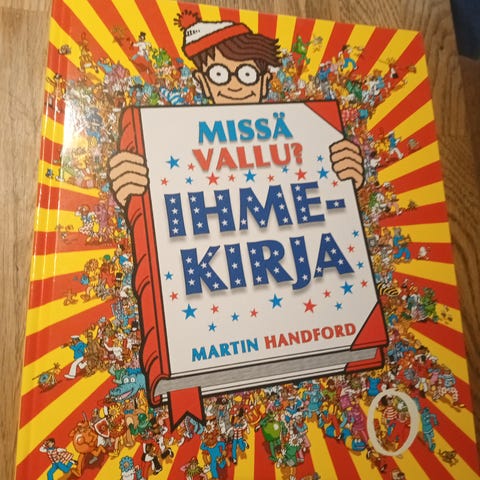 MISSÄ
VALLU?
IHME-
KIRJA
MARTIN HANDFORD